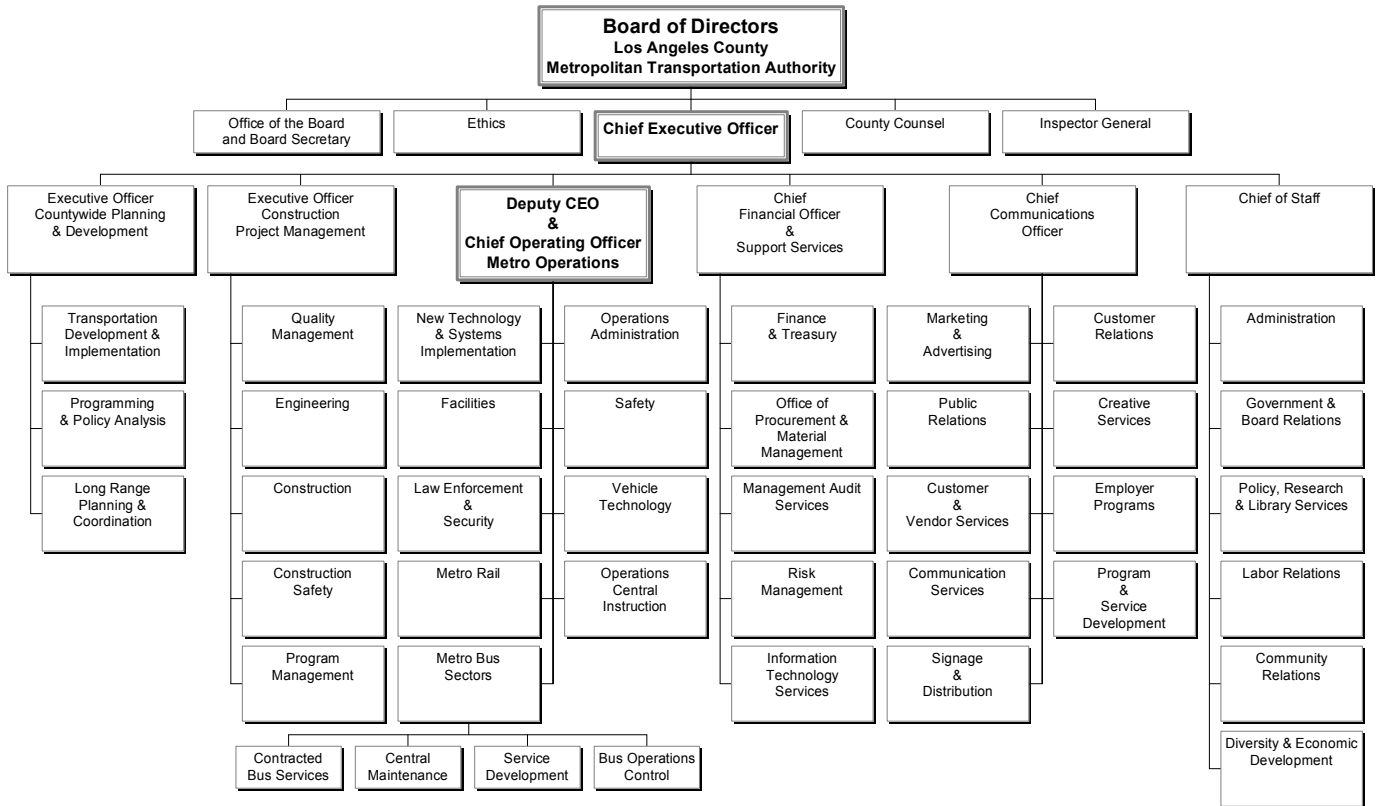 Board of Directors
Los Angeles County
Metropolitan Transportation Authority
Office of the Board
and Board Secretary
Ethics
Chief Executive Officer
County Counsel
Inspector General
Executive Officer
Countywide Planning
& Development
Executive Officer
Construction
Project Management
Deputy CEO
&
Chief Operating Officer
Metro Operations
Chief
Financial Officer
&
Support Services
Chief
Communications
Officer
Chief of Staff
Transportation
Development &
Implementation
Quality
Management
New Technology
& Systems
Implementation
Operations
Administration
Finance
& Treasury
Marketing
&
Advertising
Customer
Relations
Administration
Programming
& Policy Analysis
Engineering
Facilities
Safety
Office of
Procurement &
Material
Management
Public
Relations
Creative
Services
Government &
Board Relations
Long Range
Planning &
Coordination
Construction
Law Enforcement
&
Security
Vehicle
Technology
Management Audit
Services
Customer
&
Vendor Services
Employer
Programs
Policy, Research
& Library Services
Construction
Safety
Metro Rail
Operations
Central
Instruction
Risk
Management
Communication
Services
Program
&
Service
Development
Labor Relations
Program
Management
Metro Bus
Sectors
Information
Technology
Services
Signage
&
Distribution
Community
Relations
Contracted
Bus Services
Central
Maintenance
Service
Development
Bus Operations
Control
Diversity & Economic
Development